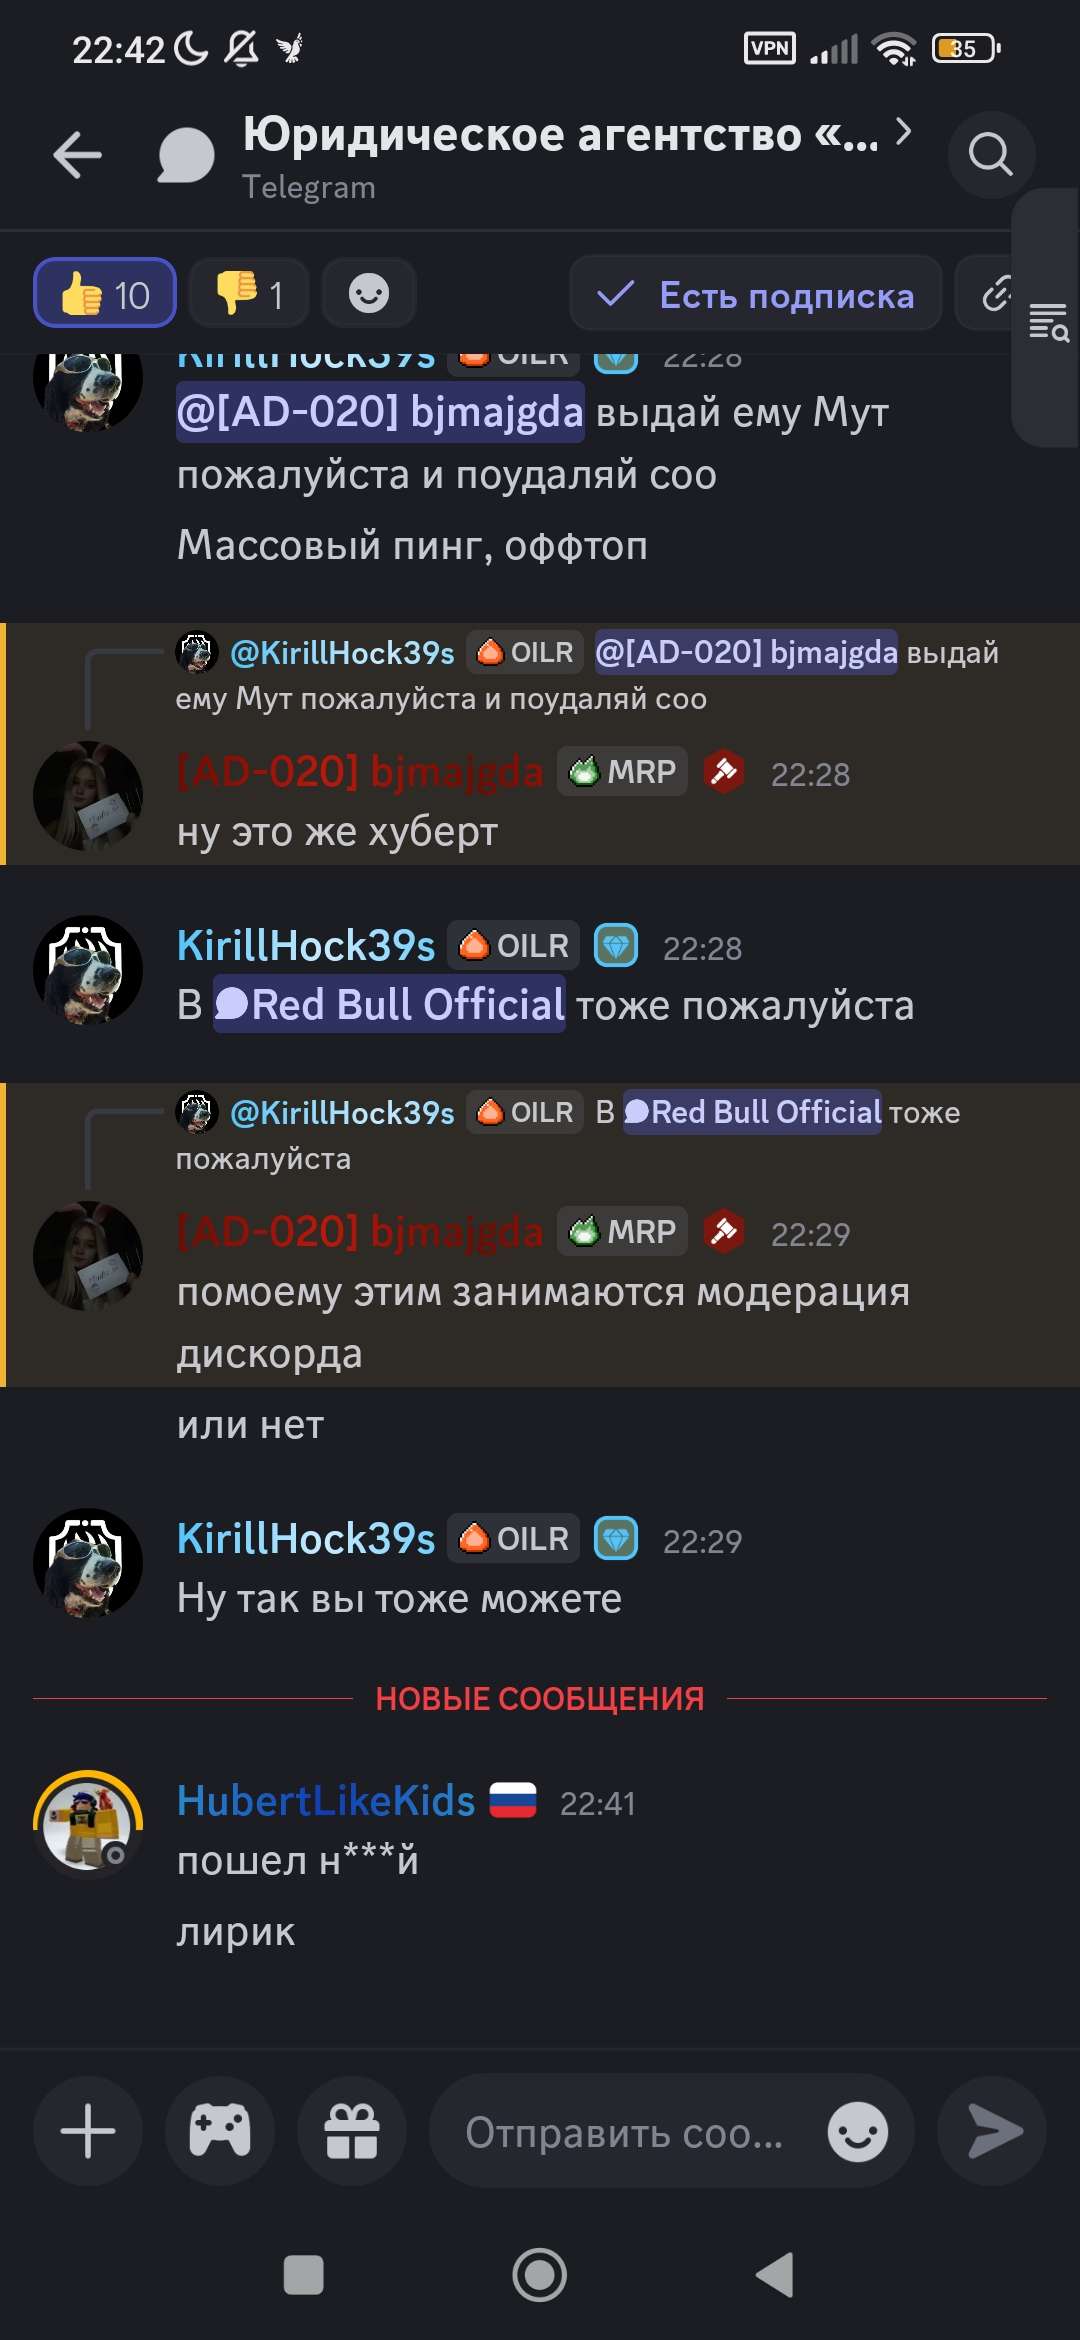 22:42
VPN
35
Юридическое агентство «...
Telegram
10
1
Есть подписка
KirillHock39s OILR 22:28
@[AD-020] bjmajgda выдай ему Мут
пожалуйста и поудаляй соо
Массовый пинг, оффтоп
@KirillHock39s OILR @[AD-020] bjmajgda выдай
ему Мут пожалуйста и поудаляй соо
[AD-020] bjmajgda MRP 22:28
ну это же хуберт
KirillHock39s OILR 22:28
В Red Bull Official тоже пожалуйста
@KirillHock39s OILR В Red Bull Official тоже
пожалуйста
[AD-020] bjmajgda MRP 22:29
помоему этим занимаются модерация
дискорда
или нет
KirillHock39s OILR 22:29
Ну так вы тоже можете
НОВЫЕ СООБЩЕНИЯ
HubertLikeKids 22:41
пошел н***й
лирик
Отправить соо...